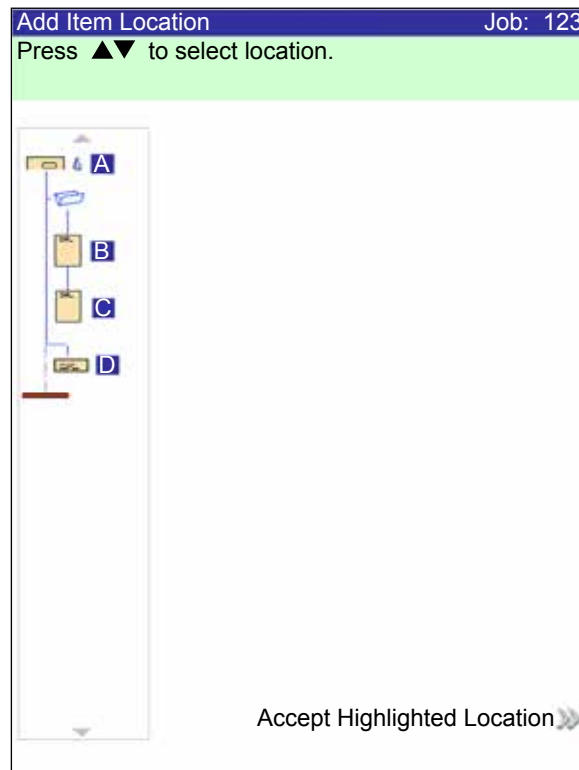 Add Item Location Job: 123
Press ▲▼ to select location.
A
B
C
D
Accept Highlighted Location